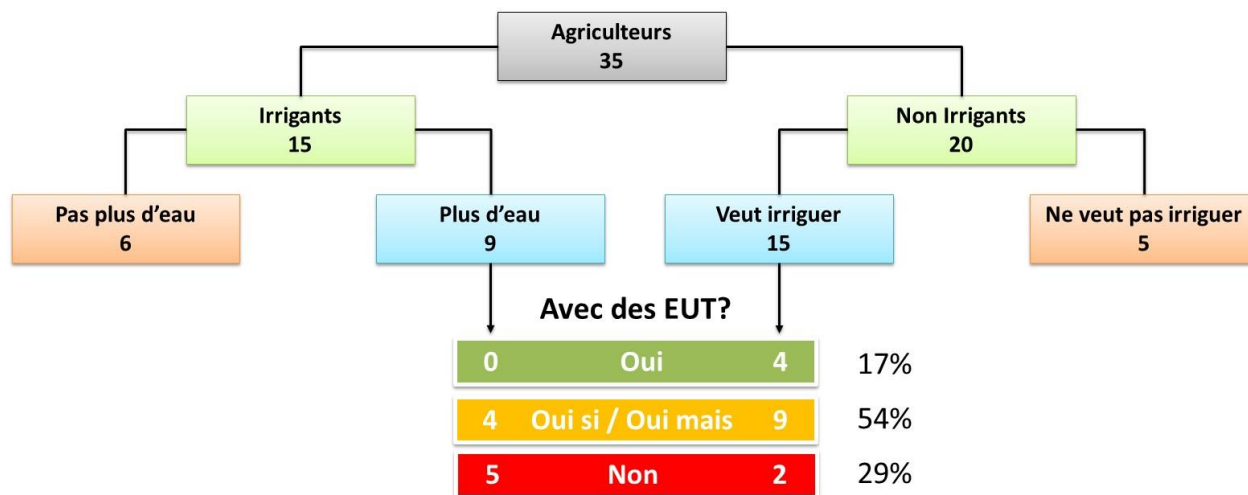 Agriculteurs
35
Irrigants
15
Non Irrigants
20
Pas plus d’eau
6
Plus d’eau
9
Veut irriguer
15
Ne veut pas irriguer
5
Avec des EUT?
0 Oui 4 17%
4 Oui si / Oui mais 9 54%
5 Non 2 29%